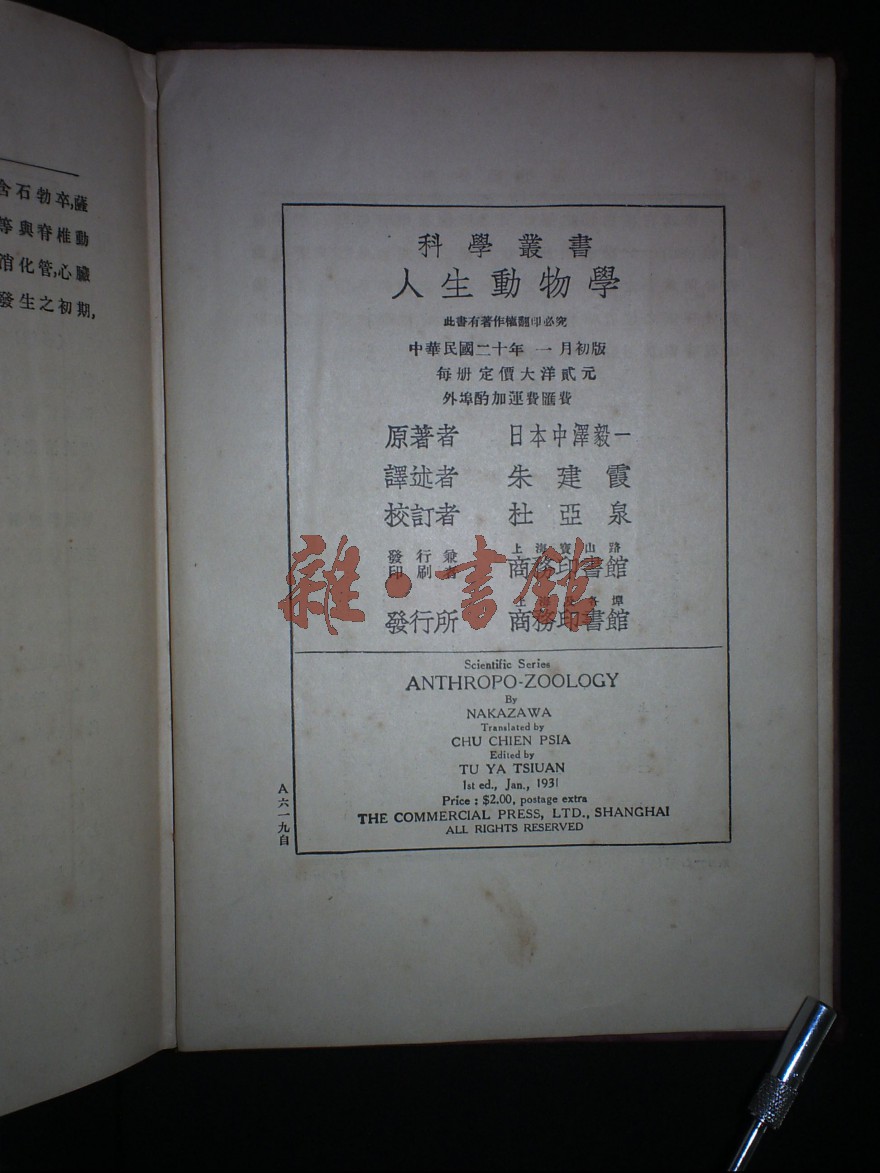 含石勃卒,薩
等與脊椎動
化管,心臟
發生之初期,
科學叢書
人生動物學
此書有著作權翻印必究
中華民國二十年一月初版
每册定價大洋貳元
外埠酌加運費匯費
原著者 日本中澤毅一
譯述者 朱建霞
校訂者 杜亞泉
發行兼印刷者 上海寶山路 商務印書館
發行所 上海 商務印書館
雜·書館
Scientific Series
ANTHROPO-ZOOLOGY
By
NAKAZAWA
Translated by
CHU CHIEN PSIA
Edited by
TU YA TSIUAN
1st ed., Jan., 1931
Price : $2.00, postage extra
THE COMMERCIAL PRESS, LTD., SHANGHAI
ALL RIGHTS RESERVED
A六一九自